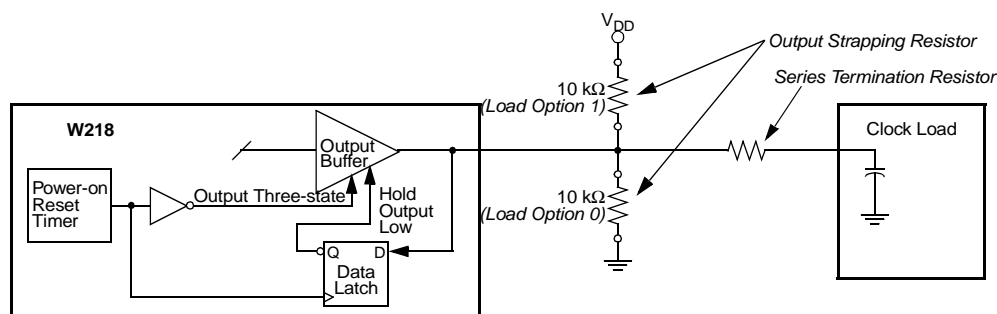 V_DD
Output Strapping Resistor
Series Termination Resistor
10 kΩ
(Load Option 1)
W218
Output
Buffer
Clock Load
Power-on
Reset
Timer
Output Three-state
Hold
Output
Low
10 kΩ
(Load Option 0)
Q
D
Data
Latch